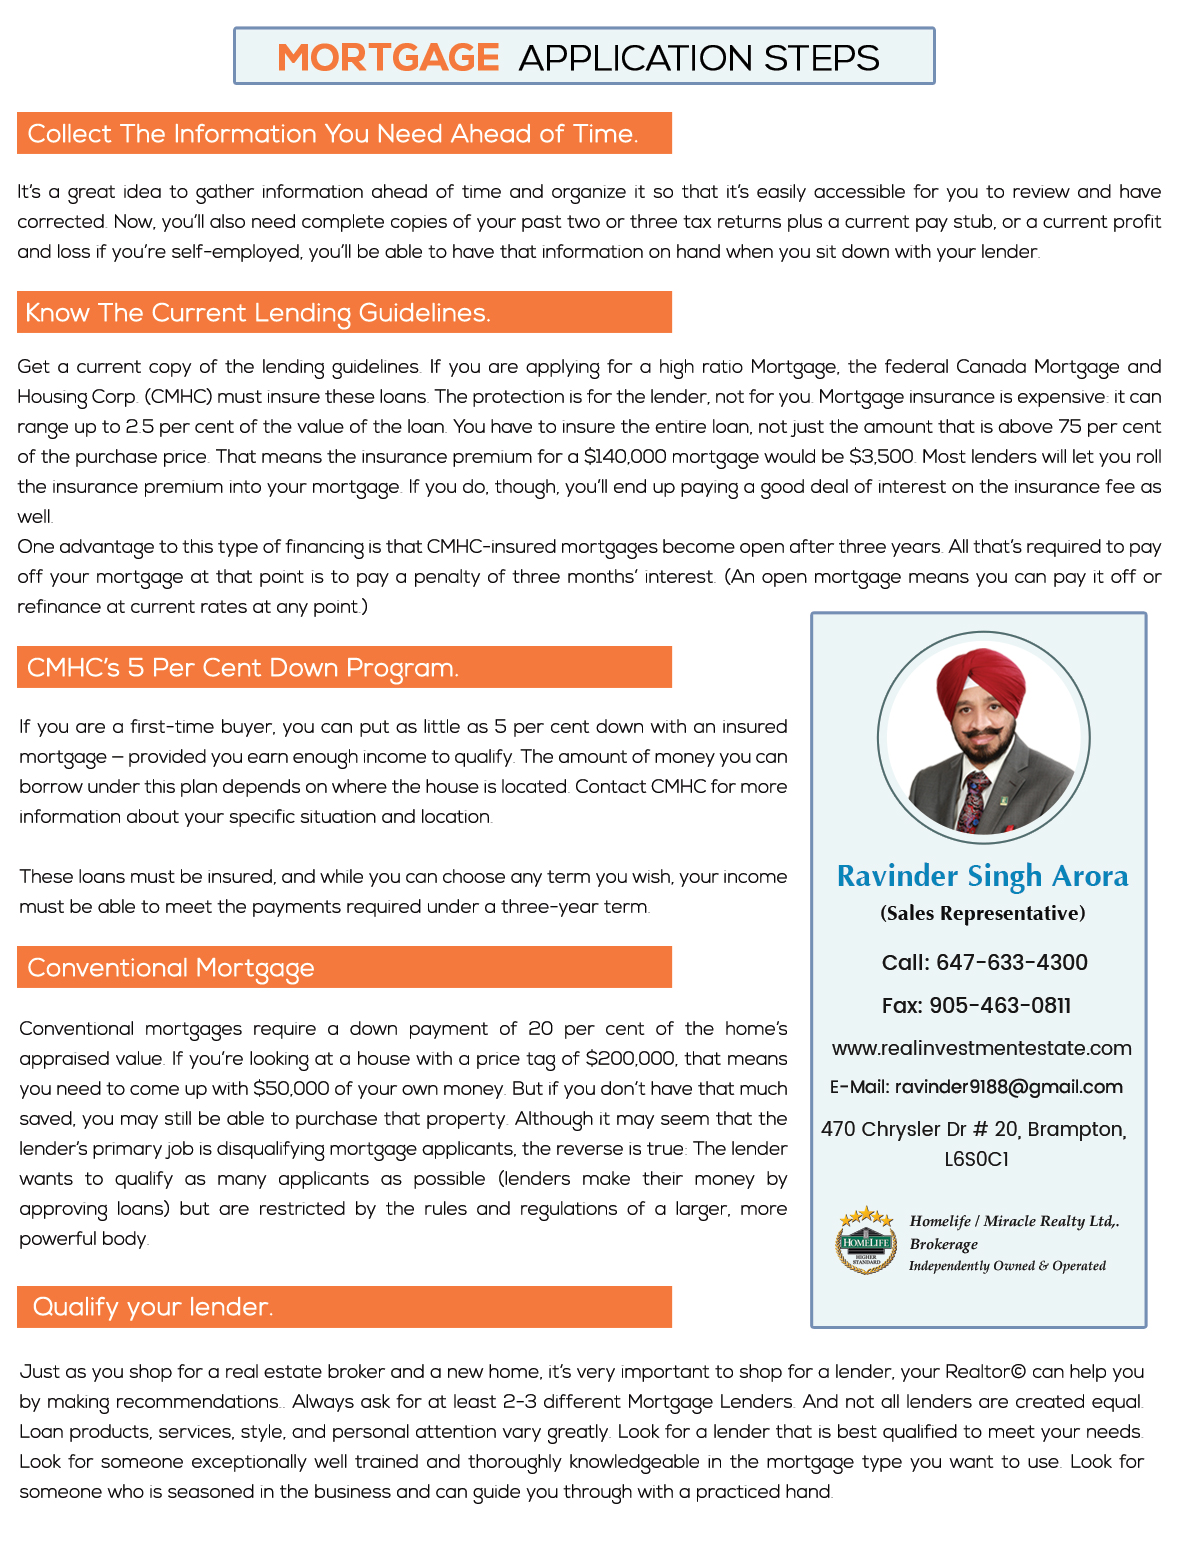 MORTGAGE APPLICATION STEPS
Collect The Information You Need Ahead of Time.
It's a great idea to gather information ahead of time and organize it so that it's easily accessible for you to review and have
corrected. Now, you'll also need complete copies of your past two or three tax returns plus a current pay stub, or a current profit
and loss if you're self-employed, you'll be able to have that information on hand when you sit down with your lender.
Know The Current Lending Guidelines.
Get a current copy of the lending guidelines. If you are applying for a high ratio Mortgage, the federal Canada Mortgage and
Housing Corp. (CMHC) must insure these loans. The protection is for the lender, not for you. Mortgage insurance is expensive: it can
range up to 2.5 per cent of the value of the loan. You have to insure the entire loan, not just the amount that is above 75 per cent
of the purchase price. That means the insurance premium for a $140,000 mortgage would be $3,500. Most lenders will let you roll
the insurance premium into your mortgage. If you do, though, you'll end up paying a good deal of interest on the insurance fee as
well.
One advantage to this type of financing is that CMHC-insured mortgages become open after three years. All that's required to pay
off your mortgage at that point is to pay a penalty of three months' interest. (An open mortgage means you can pay it off or
refinance at current rates at any point.)
CMHC's 5 Per Cent Down Program.
If you are a first-time buyer, you can put as little as 5 per cent down with an insured
mortgage – provided you earn enough income to qualify. The amount of money you can
borrow under this plan depends on where the house is located. Contact CMHC for more
information about your specific situation and location.
These loans must be insured, and while you can choose any term you wish, your income
must be able to meet the payments required under a three-year term.
Conventional Mortgage
Conventional mortgages require a down payment of 20 per cent of the home's
appraised value. If you're looking at a house with a price tag of $200,000, that means
you need to come up with $50,000 of your own money. But if you don't have that much
saved, you may still be able to purchase that property. Although it may seem that the
lender's primary job is disqualifying mortgage applicants, the reverse is true: The lender
wants to qualify as many applicants as possible (lenders make their money by
approving loans) but are restricted by the rules and regulations of a larger, more
powerful body.
Ravinder Singh Arora
(Sales Representative)
Call: 647-633-4300
Fax: 905-463-0811
www.realinvestmentestate.com
E-Mail: ravinder9188@gmail.com
470 Chrysler Dr # 20, Brampton,
L6S0C1
HOMELIFE
HIGHER
STANDARD
Homelife / Miracle Realty Ltd,.
Brokerage
Independently Owned & Operated
Qualify your lender.
Just as you shop for a real estate broker and a new home, it's very important to shop for a lender, your Realtor© can help you
by making recommendations.. Always ask for at least 2-3 different Mortgage Lenders. And not all lenders are created equal.
Loan products, services, style, and personal attention vary greatly. Look for a lender that is best qualified to meet your needs.
Look for someone exceptionally well trained and thoroughly knowledgeable in the mortgage type you want to use. Look for
someone who is seasoned in the business and can guide you through with a practiced hand.